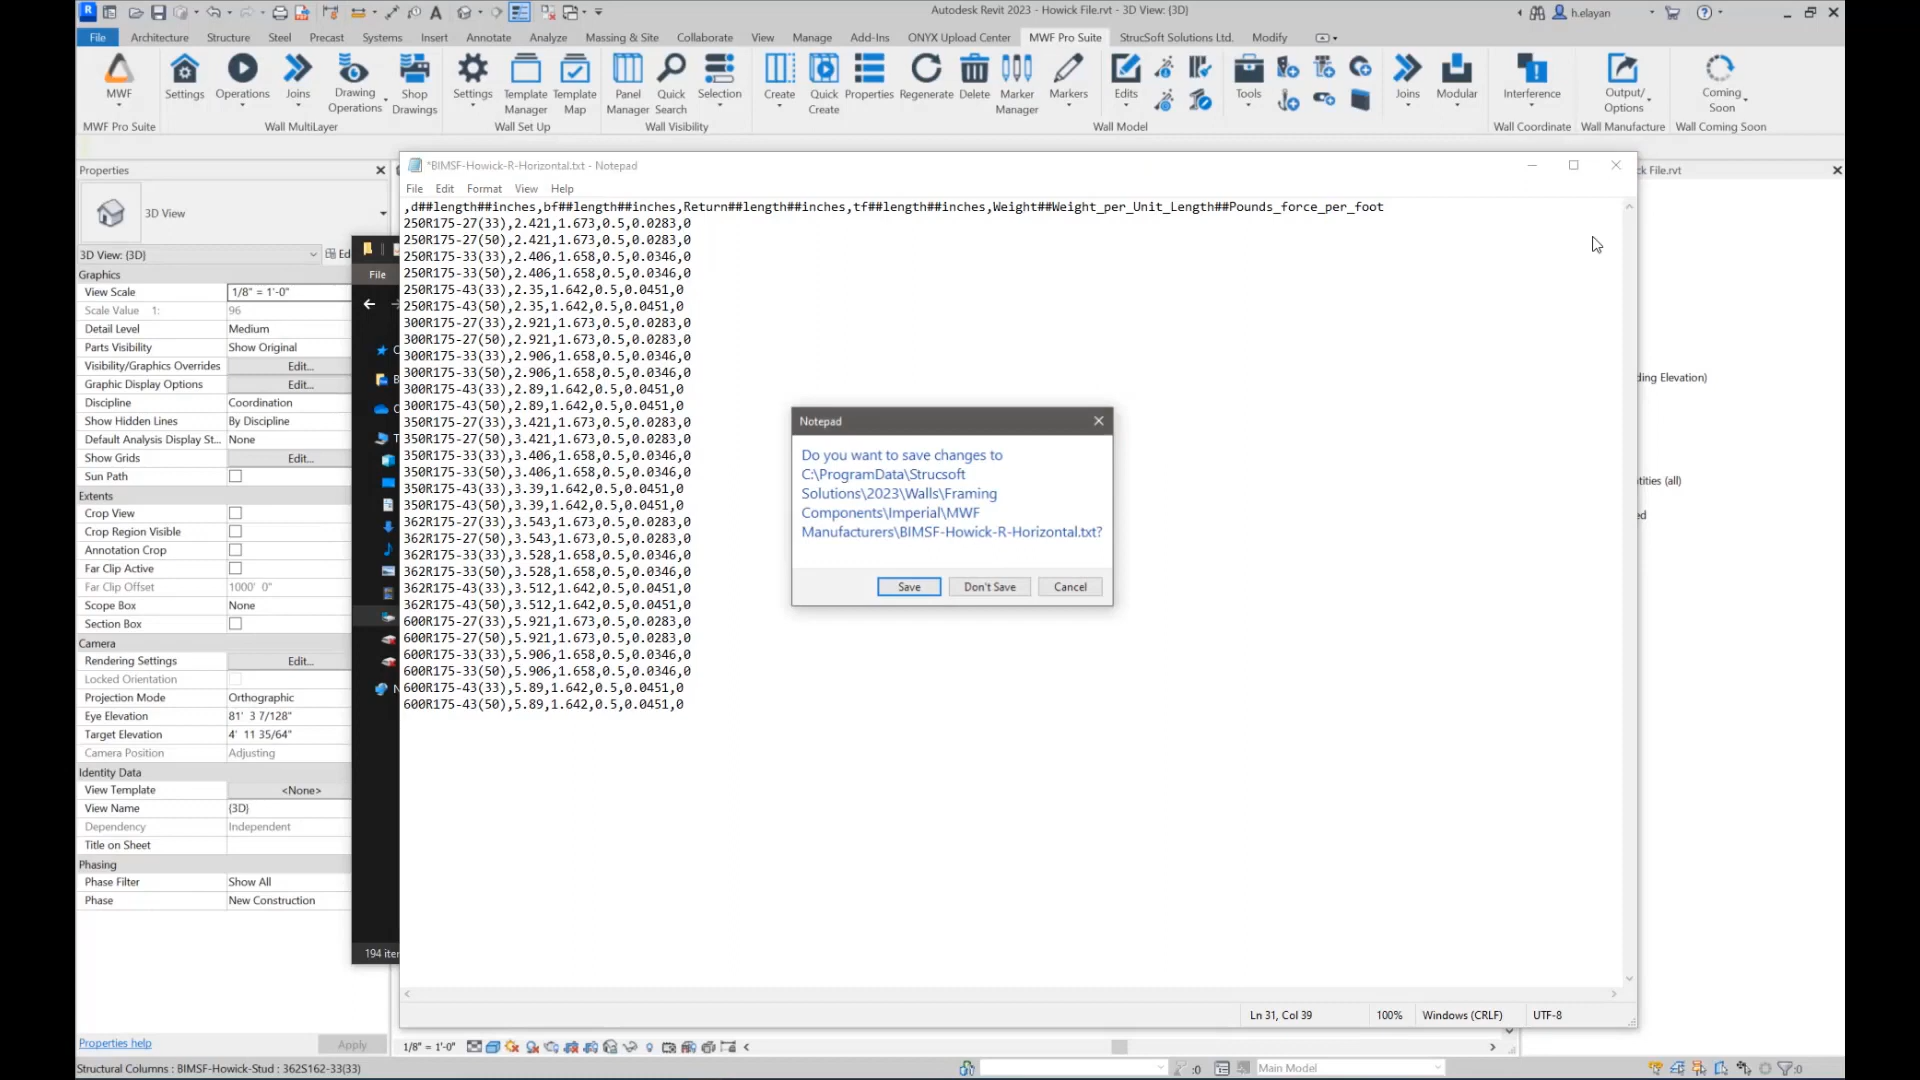 Autodesk Revit 2023 - Howick File.rvt - 3D View: {3D}
h.elayan
File Architecture Structure Steel Precast Systems Insert Annotate Analyze Massing & Site Collaborate View Manage Add-Ins ONYX Upload Center MWF Pro Suite StrucSoft Solutions Ltd. Modify
MWF
Settings
Operations
Joins
Drawing Operations
Shop Drawings
Settings
Template Manager
Template Map
Panel Manager
Quick Search
Selection
Create
Quick Create
Properties
Regenerate
Delete
Marker Manager
Markers
Edits
Tools
Joins
Modular
Interference
Output/ Options
Coming Soon
MWF Pro Suite
Wall MultiLayer
Wall Set Up
Wall Visibility
Wall Model
Wall Coordinate
Wall Manufacture
Wall Coming Soon
Properties
3D View
3D View: {3D}
Ed
Graphics
View Scale 1/8" = 1'-0"
Scale Value 1: 96
Detail Level Medium
Parts Visibility Show Original
Visibility/Graphics Overrides Edit...
Graphic Display Options Edit...
Discipline Coordination
Show Hidden Lines By Discipline
Default Analysis Display St... None
Show Grids Edit...
Sun Path
Extents
Crop View
Crop Region Visible
Annotation Crop
Far Clip Active
Far Clip Offset 1000' 0"
Scope Box None
Section Box
Camera
Rendering Settings Edit...
Locked Orientation
Projection Mode Orthographic
Eye Elevation 81' 3 7/128"
Target Elevation 4' 11 35/64"
Camera Position Adjusting
Identity Data
View Template <None>
View Name {3D}
Dependency Independent
Title on Sheet
Phasing
Phase Filter Show All
Phase New Construction
Properties help
Apply
File
194 iter
*BIMSF-Howick-R-Horizontal.txt - Notepad
File Edit Format View Help
,d##length##inches,bf##length##inches,Return##length##inches,tf##length##inches,Weight##Weight_per_Unit_Length##Pounds_force_per_foot
250R175-27(33),2.421,1.673,0.5,0.0283,0
250R175-27(50),2.421,1.673,0.5,0.0283,0
250R175-33(33),2.406,1.658,0.5,0.0346,0
250R175-33(50),2.406,1.658,0.5,0.0346,0
250R175-43(33),2.35,1.642,0.5,0.0451,0
250R175-43(50),2.35,1.642,0.5,0.0451,0
300R175-27(33),2.921,1.673,0.5,0.0283,0
300R175-27(50),2.921,1.673,0.5,0.0283,0
300R175-33(33),2.906,1.658,0.5,0.0346,0
300R175-33(50),2.906,1.658,0.5,0.0346,0
300R175-43(33),2.89,1.642,0.5,0.0451,0
300R175-43(50),2.89,1.642,0.5,0.0451,0
350R175-27(33),3.421,1.673,0.5,0.0283,0
350R175-27(50),3.421,1.673,0.5,0.0283,0
350R175-33(33),3.406,1.658,0.5,0.0346,0
350R175-33(50),3.406,1.658,0.5,0.0346,0
350R175-43(33),3.39,1.642,0.5,0.0451,0
350R175-43(50),3.39,1.642,0.5,0.0451,0
362R175-27(33),3.543,1.673,0.5,0.0283,0
362R175-27(50),3.543,1.673,0.5,0.0283,0
362R175-33(33),3.528,1.658,0.5,0.0346,0
362R175-33(50),3.528,1.658,0.5,0.0346,0
362R175-43(33),3.512,1.642,0.5,0.0451,0
362R175-43(50),3.512,1.642,0.5,0.0451,0
600R175-27(33),5.921,1.673,0.5,0.0283,0
600R175-27(50),5.921,1.673,0.5,0.0283,0
600R175-33(33),5.906,1.658,0.5,0.0346,0
600R175-33(50),5.906,1.658,0.5,0.0346,0
600R175-43(33),5.89,1.642,0.5,0.0451,0
600R175-43(50),5.89,1.642,0.5,0.0451,0
Notepad
Do you want to save changes to
C:\ProgramData\Strucsoft
Solutions\2023\Walls\Framing
Components\Imperial\MWF
Manufacturers\BIMSF-Howick-R-Horizontal.txt?
Save Don't Save Cancel
Ln 31, Col 39 100% Windows (CRLF) UTF-8
ck File.rvt
ding Elevation)
tities (all)
ed
1/8" = 1'-0"
Structural Columns : BIMSF-Howick-Stud : 362S162-33(33)
:0
Main Model
:0